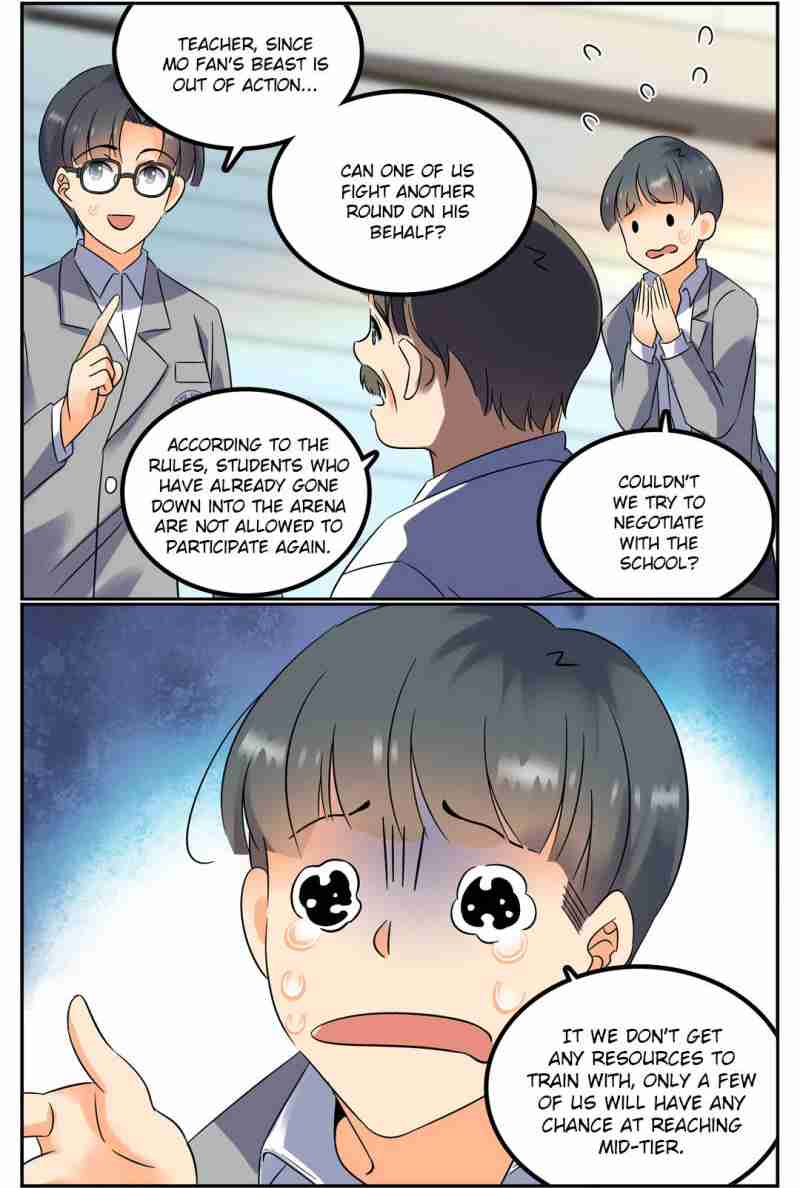 TEACHER, SINCE
MO FAN'S BEAST IS
OUT OF ACTION...
CAN ONE OF US
FIGHT ANOTHER
ROUND ON HIS
BEHALF?
ACCORDING TO THE
RULES, STUDENTS WHO
HAVE ALREADY GONE
DOWN INTO THE ARENA
ARE NOT ALLOWED TO
PARTICIPATE AGAIN.
COULDN'T
WE TRY TO
NEGOTIATE
WITH THE
SCHOOL?
IT WE DON'T GET
ANY RESOURCES TO
TRAIN WITH, ONLY A FEW
OF US WILL HAVE ANY
CHANCE AT REACHING
MID-TIER.